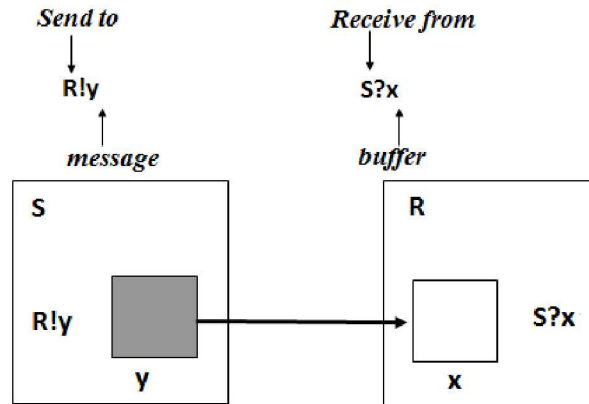 Send to
Receive from
R!y
S?x
message
buffer
S
R
R!y
S?x
y
x